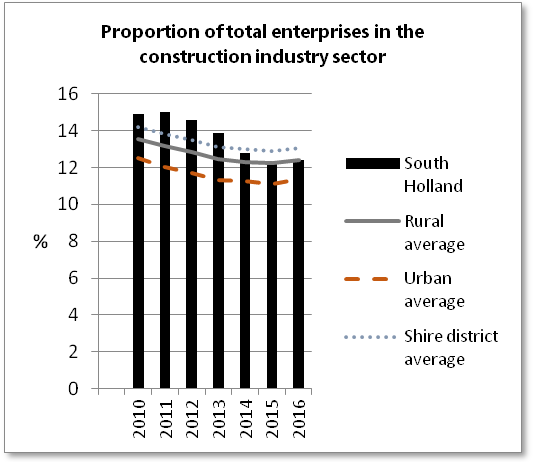 Proportion of total enterprises in the
construction industry sector
16
14
12
10
8
6
4
2
0
%
2010
2011
2012
2013
2014
2015
2016
South
Holland
Rural
average
Urban
average
Shire district
average